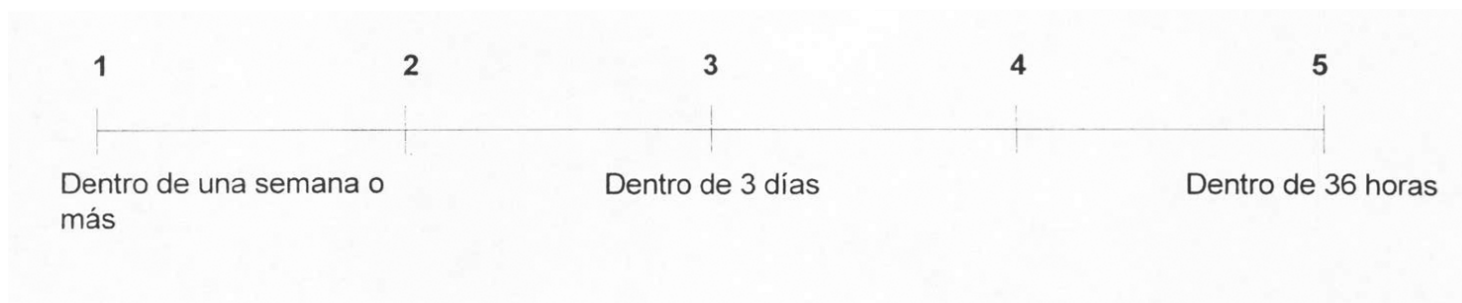 1 2 3 4 5
Dentro de una semana o más
Dentro de 3 días
Dentro de 36 horas